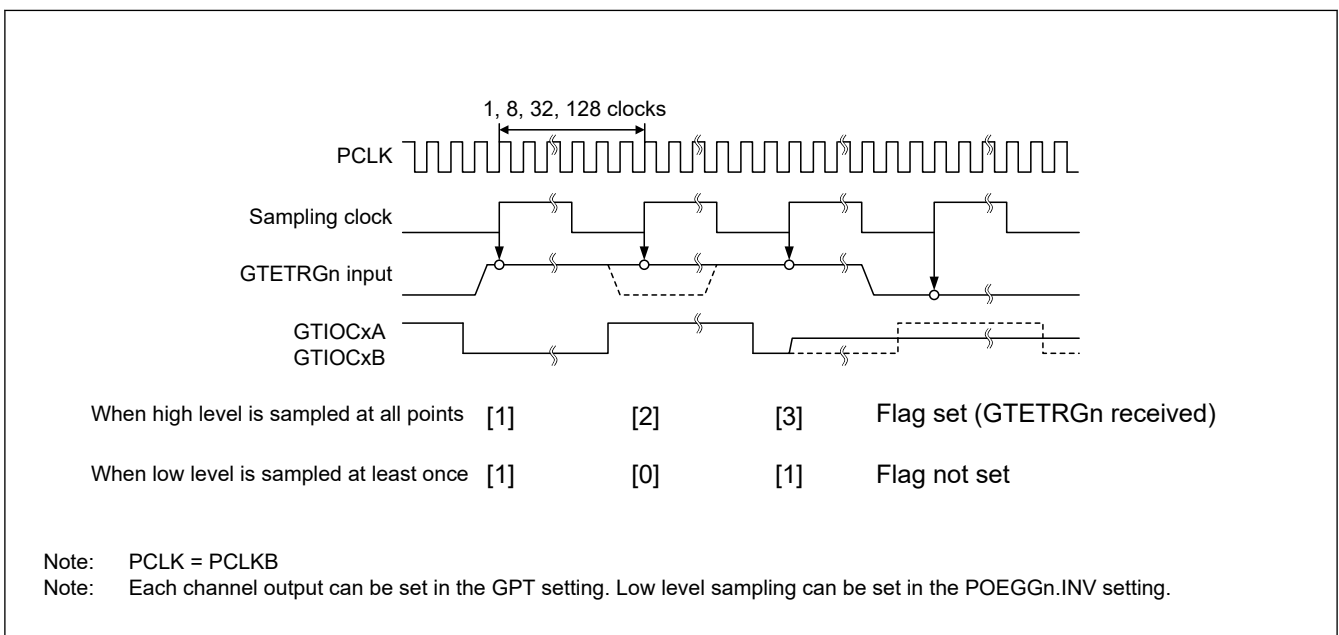 1, 8, 32, 128 clocks
PCLK
Sampling clock
GTETRGn input
GTIOCxA
GTIOCxB
When high level is sampled at all points [1] [2] [3] Flag set (GTETRGn received)
When low level is sampled at least once [1] [0] [1] Flag not set
Note: PCLK = PCLKB
Note: Each channel output can be set in the GPT setting. Low level sampling can be set in the POEGGn.INV setting.